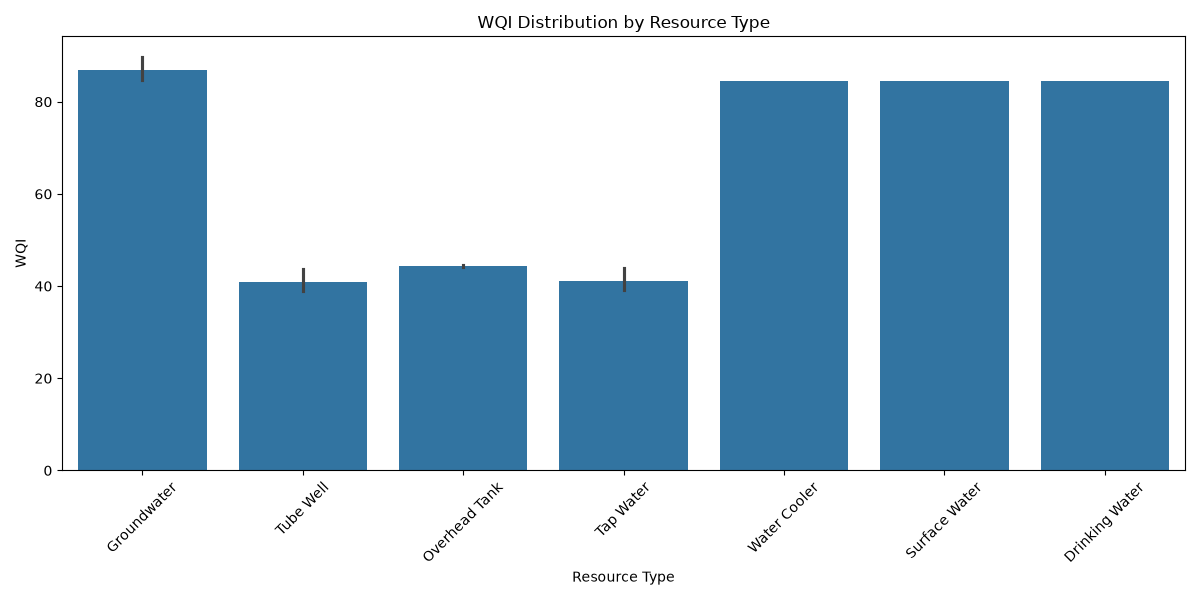 WQI Distribution by Resource Type
WQI
80
60
40
20
0
Groundwater
Tube Well
Overhead Tank
Tap Water
Water Cooler
Surface Water
Drinking Water
Resource Type